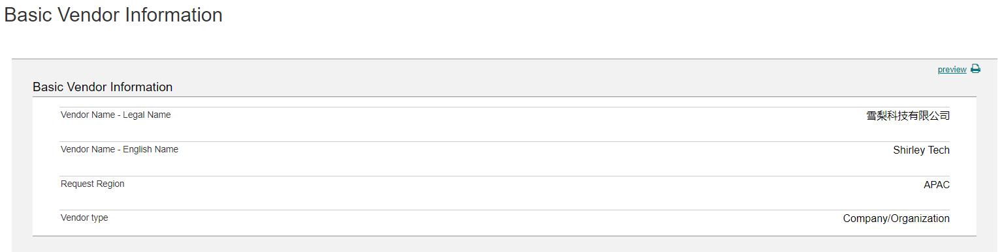 Basic Vendor Information
preview
Basic Vendor Information
Vendor Name - Legal Name 雪梨科技有限公司
Vendor Name - English Name Shirley Tech
Request Region APAC
Vendor type Company/Organization